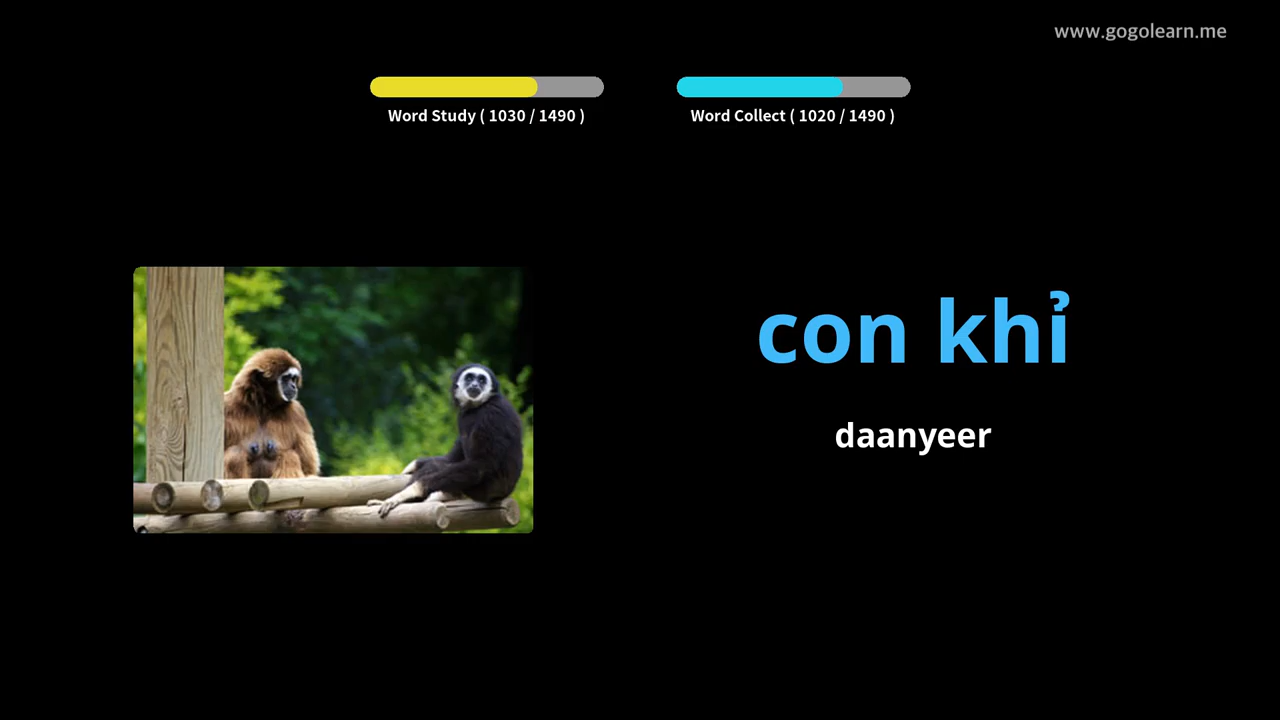 www.gogolearn.me
Word Study ( 1030 / 1490 )
Word Collect ( 1020 / 1490 )
con khỉ
daanyeer